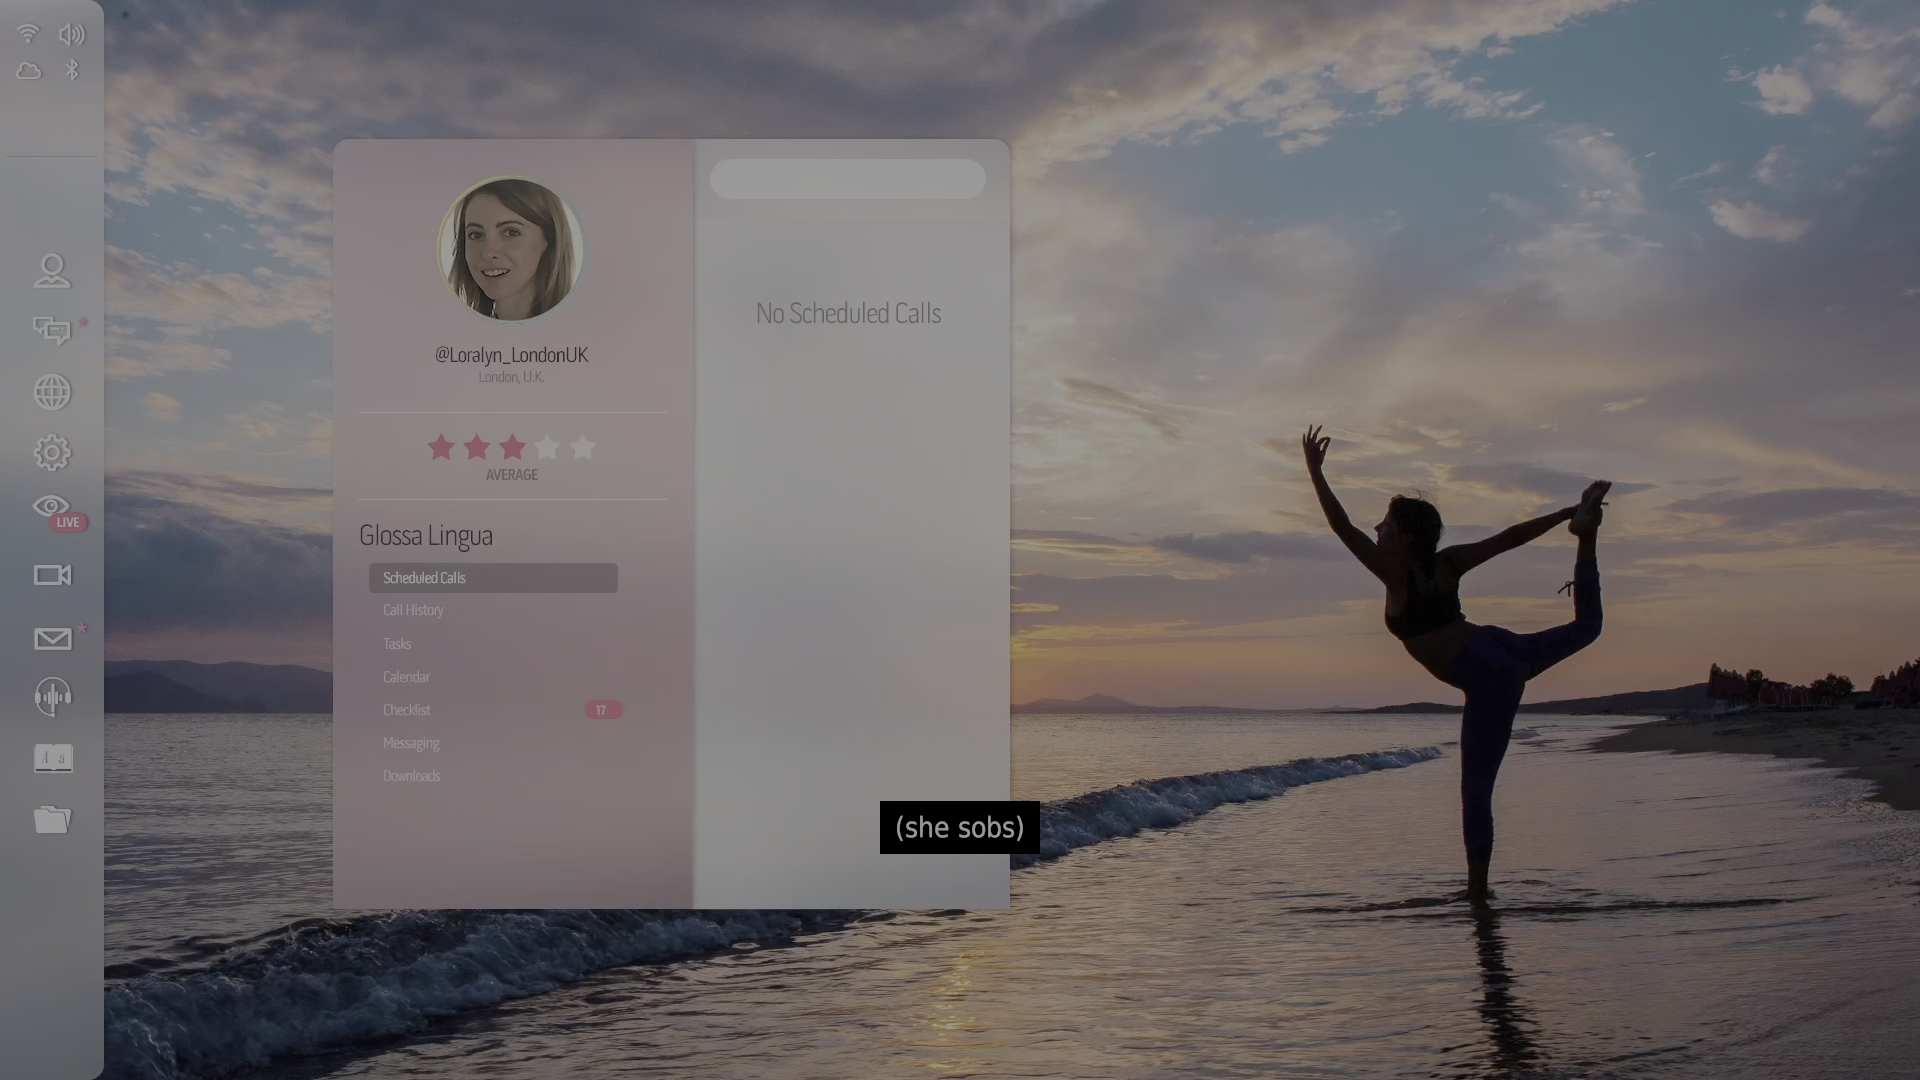 @Loralyn_LondonUK
London, U.K.
AVERAGE
Glossa Lingua
Scheduled Calls
Call History
Tasks
Calendar
Checklist 17
Messaging
Downloads
No Scheduled Calls
LIVE
A a
(she sobs)